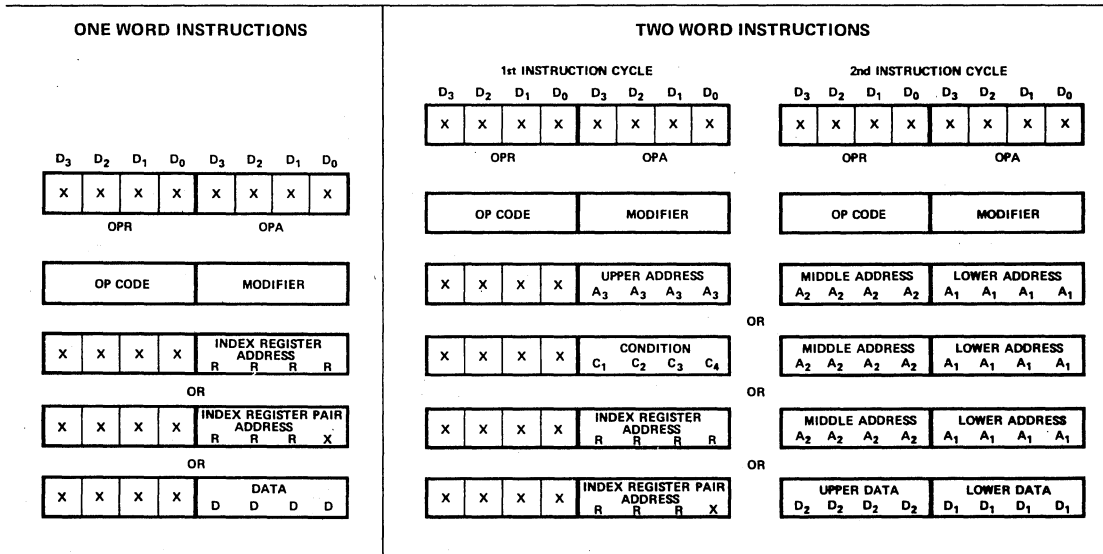 ONE WORD INSTRUCTIONS
D3 D2 D1 D0 D3 D2 D1 D0
X X X X X X X X
OPR OPA
OP CODE MODIFIER
X X X X INDEX REGISTER ADDRESS
R R R R
OR
X X X X INDEX REGISTER PAIR ADDRESS
R R R X
OR
X X X X DATA
D D D D
TWO WORD INSTRUCTIONS
1st INSTRUCTION CYCLE 2nd INSTRUCTION CYCLE
D3 D2 D1 D0 D3 D2 D1 D0 D3 D2 D1 D0 D3 D2 D1 D0
X X X X X X X X X X X X X X X X
OPR OPA OPR OPA
OP CODE MODIFIER OP CODE MODIFIER
X X X X UPPER ADDRESS MIDDLE ADDRESS LOWER ADDRESS
A3 A3 A3 A3 A2 A2 A2 A2 A1 A1 A1 A1
OR
X X X X CONDITION MIDDLE ADDRESS LOWER ADDRESS
C1 C2 C3 C4 A2 A2 A2 A2 A1 A1 A1 A1
OR
X X X X INDEX REGISTER ADDRESS MIDDLE ADDRESS LOWER ADDRESS
R R R R A2 A2 A2 A2 A1 A1 A1 A1
OR
X X X X INDEX REGISTER PAIR ADDRESS UPPER DATA LOWER DATA
R R R X D2 D2 D2 D2 D1 D1 D1 D1